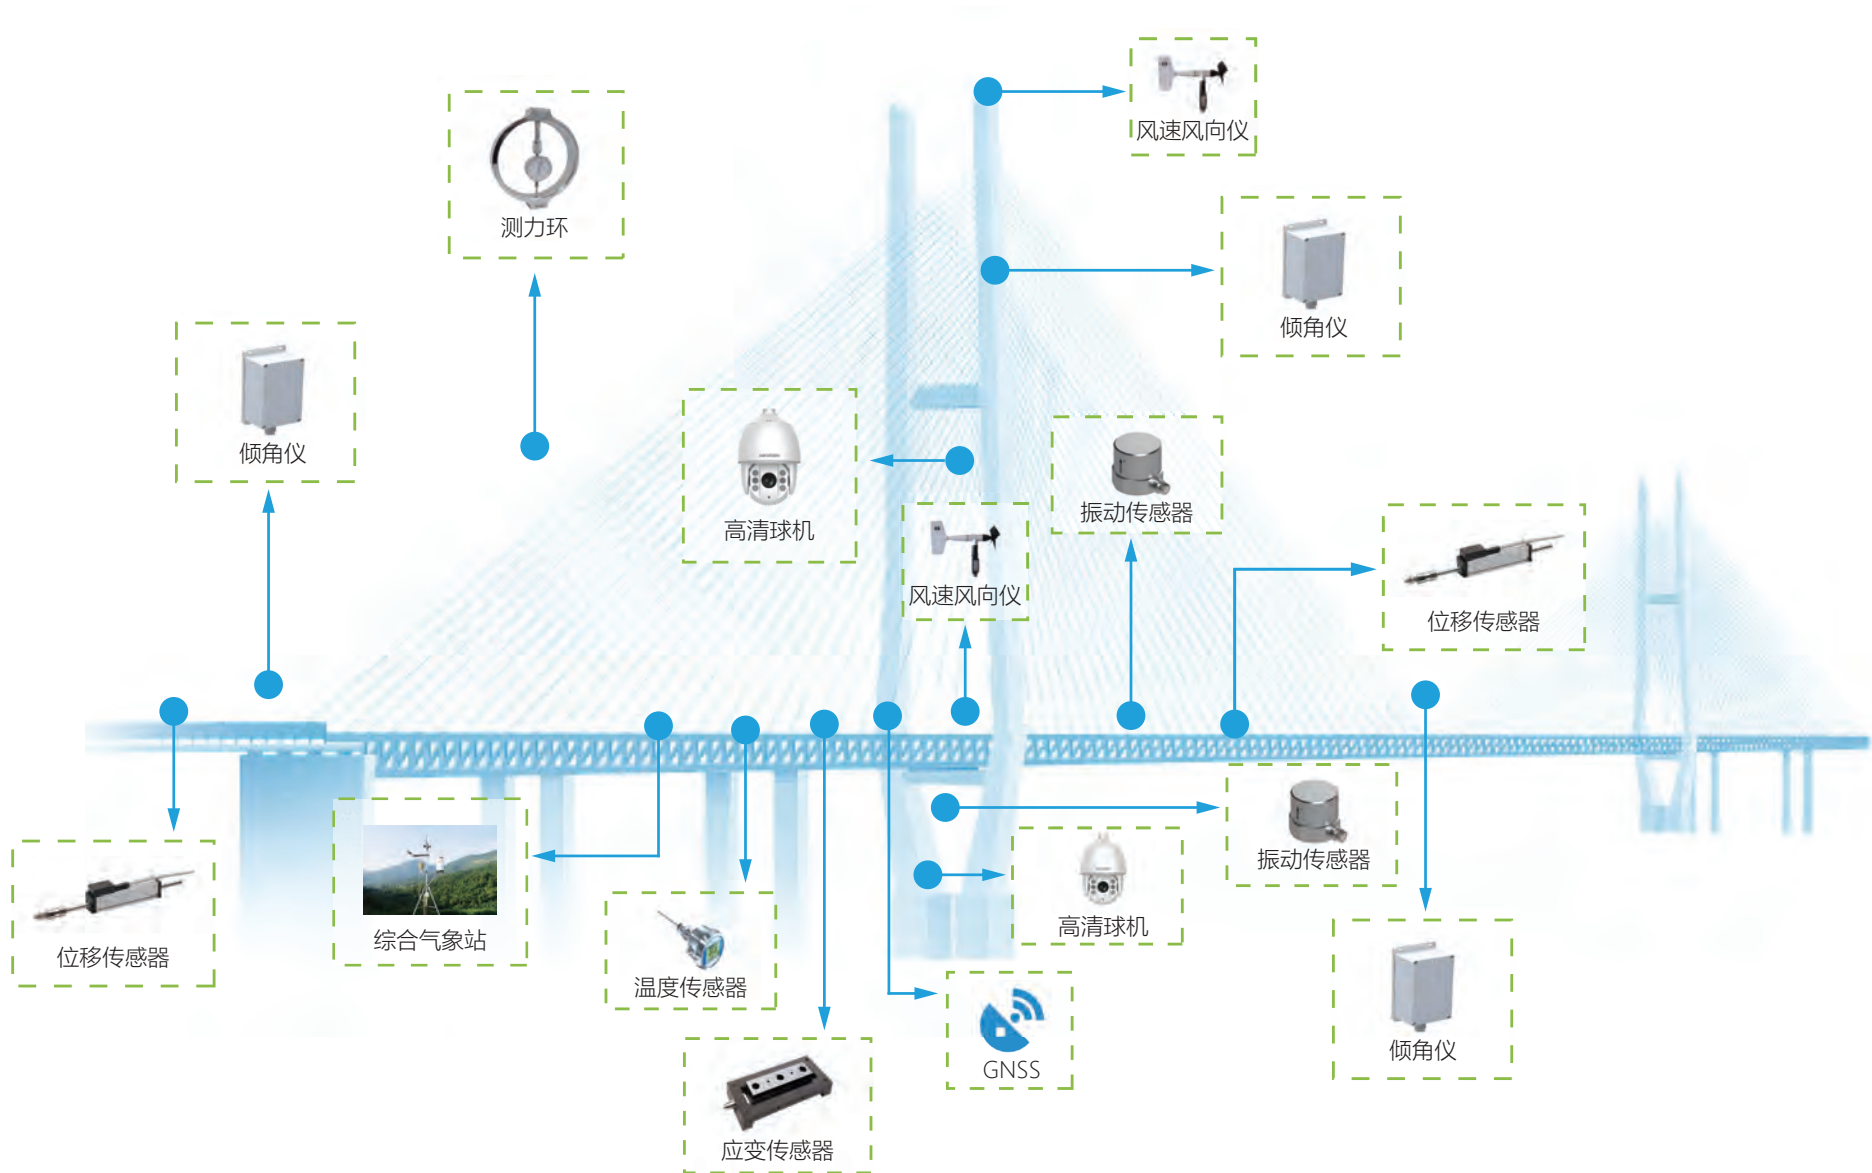 风速风向仪
测力环
倾角仪
倾角仪
高清球机
振动传感器
风速风向仪
位移传感器
振动传感器
高清球机
位移传感器
综合气象站
温度传感器
GNSS
倾角仪
应变传感器